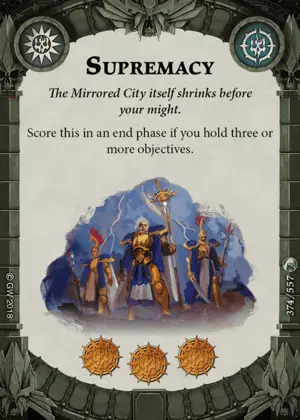 SUPREMACY
The Mirrored City itself shrinks before
your might.
Score this in an end phase if you hold three or
more objectives.
© GW 2018
374/557